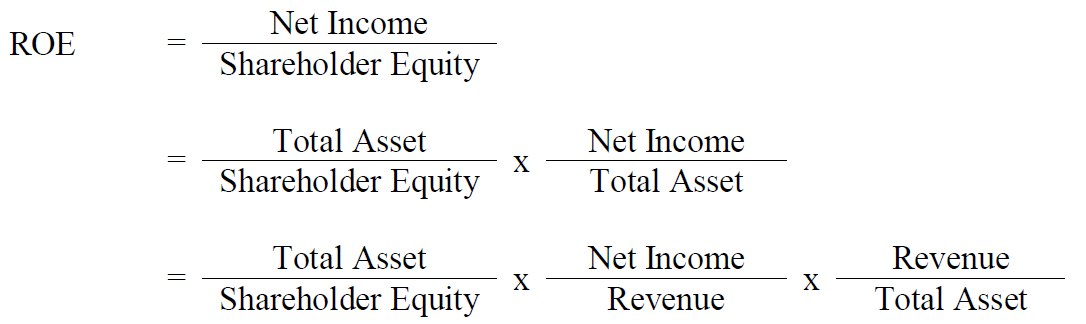 ROE = Net Income / Shareholder Equity
= Total Asset / Shareholder Equity x Net Income / Total Asset
= Total Asset / Shareholder Equity x Net Income / Revenue x Revenue / Total Asset